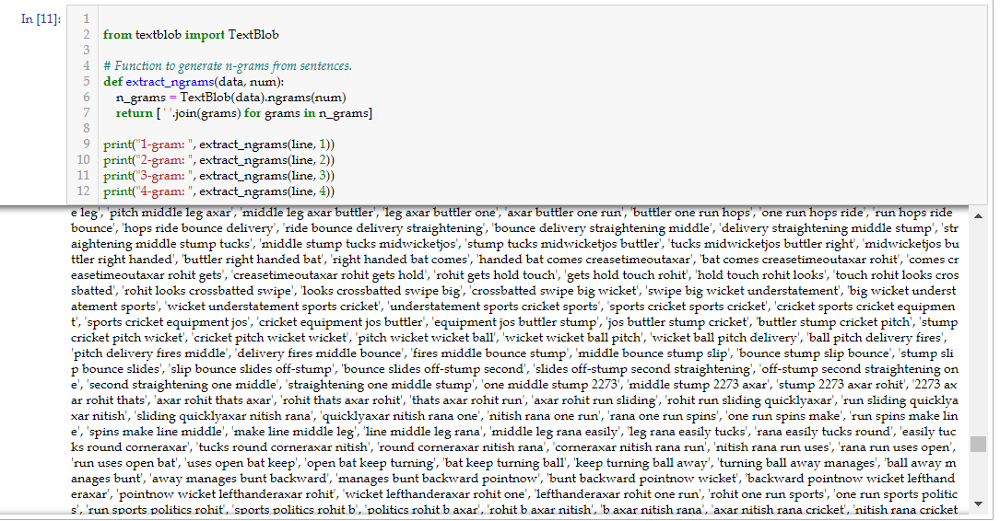 In [11]:
1
2 from textblob import TextBlob
3
4 # Function to generate n-grams from sentences.
5 def extract_ngrams(data, num):
6 n_grams = TextBlob(data).ngrams(num)
7 return [ ' '.join(grams) for grams in n_grams]
8
9 print("1-gram: ", extract_ngrams(line, 1))
10 print("2-gram: ", extract_ngrams(line, 2))
11 print("3-gram: ", extract_ngrams(line, 3))
12 print("4-gram: ", extract_ngrams(line, 4))
e leg', 'pitch middle leg axar', 'middle leg axar buttler', 'leg axar buttler one', 'axar buttler one run', 'buttler one run hops', 'one run hops ride', 'run hops ride
bounce', 'hops ride bounce delivery', 'ride bounce delivery straightening', 'bounce delivery straightening middle', 'delivery straightening middle stump', 'str
aightening middle stump tucks', 'middle stump tucks midwicketjos', 'stump tucks midwicketjos buttler', 'tucks midwicketjos buttler right', 'midwicketjos bu
ttler right handed', 'buttler right handed bat', 'right handed bat comes', 'handed bat comes creasetimeoutaxar', 'bat comes creasetimeoutaxar rohit', 'comes cr
easetimeoutaxar rohit gets', 'creasetimeoutaxar rohit gets hold', 'rohit gets hold touch', 'gets hold touch rohit', 'hold touch rohit looks', 'touch rohit looks cros
sbatted', 'rohit looks crossbatted swipe', 'looks crossbatted swipe big', 'crossbatted swipe big wicket', 'swipe big wicket understatement', 'big wicket underst
atement sports', 'wicket understatement sports cricket', 'understatement sports cricket sports', 'sports cricket sports cricket', 'cricket sports cricket equipmen
t', 'sports cricket equipment jos', 'cricket equipment jos buttler', 'equipment jos buttler stump', 'jos buttler stump cricket', 'buttler stump cricket pitch', 'stump
cricket pitch wicket', 'cricket pitch wicket wicket', 'pitch wicket wicket ball', 'wicket wicket ball pitch', 'wicket ball pitch delivery', 'ball pitch delivery fires',
'pitch delivery fires middle', 'delivery fires middle bounce', 'fires middle bounce stump', 'middle bounce stump slip', 'bounce stump slip bounce', 'stump sli
p bounce slides', 'slip bounce slides off-stump', 'bounce slides off-stump second', 'slides off-stump second straightening', 'off-stump second straightening on
e', 'second straightening one middle', 'straightening one middle stump', 'one middle stump 2273', 'middle stump 2273 axar', 'stump 2273 axar rohit', '2273 ax
ar rohit thats', 'axar rohit thats axar', 'rohit thats axar rohit', 'thats axar rohit run', 'axar rohit run sliding', 'rohit run sliding quicklyaxar', 'run sliding quicklya
xar nitish', 'sliding quicklyaxar nitish rana', 'quicklyaxar nitish rana one', 'nitish rana one run', 'rana one run spins', 'one run spins make', 'run spins make lin
e', 'spins make line middle', 'make line middle leg', 'line middle leg rana', 'middle leg rana easily', 'leg rana easily tucks', 'rana easily tucks round', 'easily tuc
ks round corneraxar', 'tucks round corneraxar nitish', 'round corneraxar nitish rana', 'corneraxar nitish rana run', 'nitish rana run uses', 'rana run uses open',
'run uses open bat', 'uses open bat keep', 'open bat keep turning', 'bat keep turning ball', 'keep turning ball away', 'turning ball away manages', 'ball away m
anages bunt', 'away manages bunt backward', 'manages bunt backward pointnow', 'bunt backward pointnow wicket', 'backward pointnow wicket lefthand
eraxar', 'pointnow wicket lefthanderaxar rohit', 'wicket lefthanderaxar rohit one', 'lefthanderaxar rohit one run', 'rohit one run sports', 'one run sports politic
s', 'run sports politics rohit', 'sports politics rohit b', 'politics rohit b axar', 'rohit b axar nitish', 'b axar nitish rana', 'axar nitish rana cricket', 'nitish rana cricket